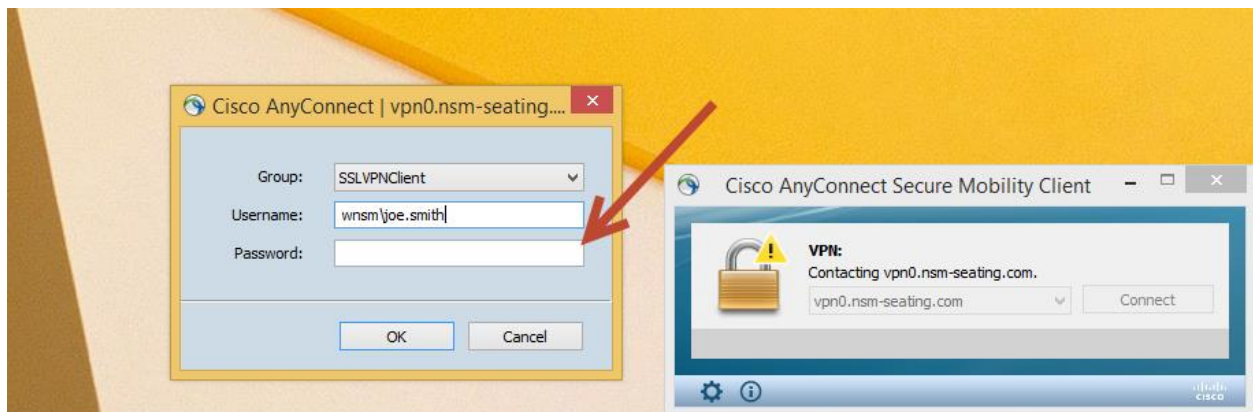 Cisco AnyConnect | vpn0.nsm-seating....
Group: SSLVPNClient
Username: wnsm\joe.smith
Password:
OK Cancel
Cisco AnyConnect Secure Mobility Client
VPN:
Contacting vpn0.nsm-seating.com.
vpn0.nsm-seating.com Connect
CISCO